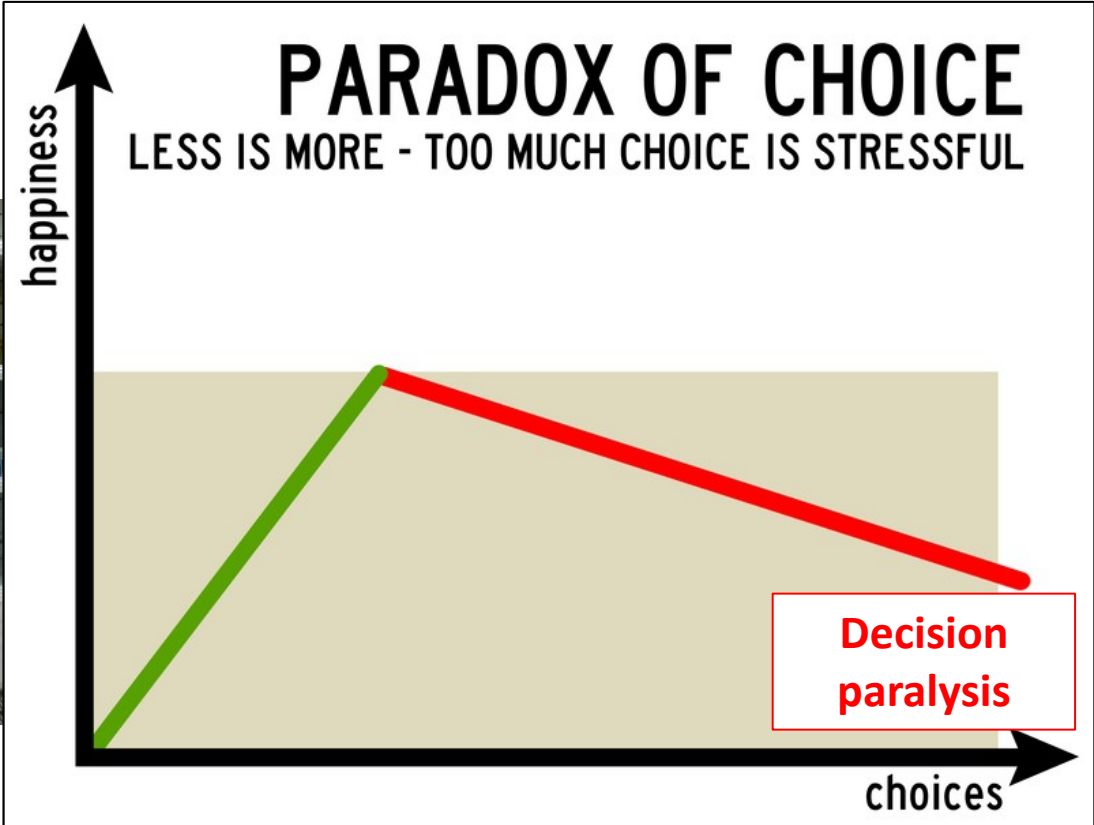 PARADOX OF CHOICE
LESS IS MORE - TOO MUCH CHOICE IS STRESSFUL
happiness
Decision
paralysis
choices